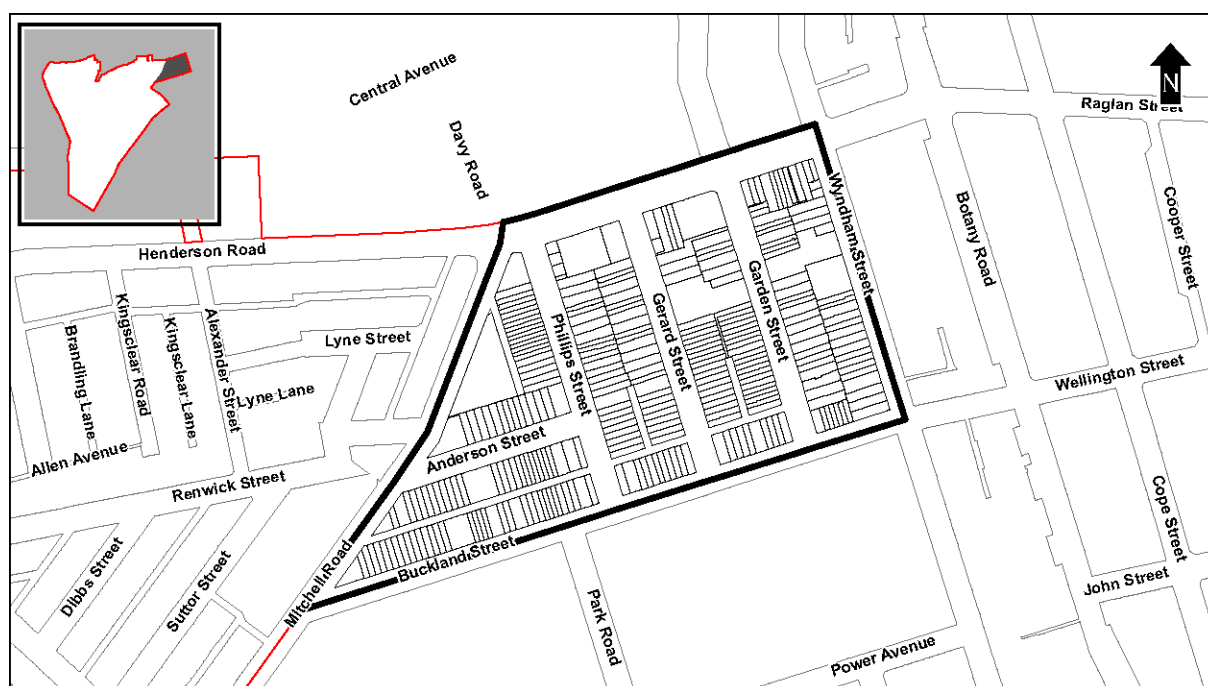 Central Avenue
N
Raglan Street
Davy Road
Wyndham Street
Botany Road
Cooper Street
Henderson Road
Garden Street
Gerard Street
Phillips Street
Kingsclear Road
Kingsclear Lane
Alexander Street
Brandling Lane
Lyne Street
Lyne Lane
Wellington Street
Anderson Street
Allen Avenue
Renwick Street
Cope Street
Buckland Street
Mitchell Road
Dibbs Street
Suttor Street
John Street
Park Road
Power Avenue